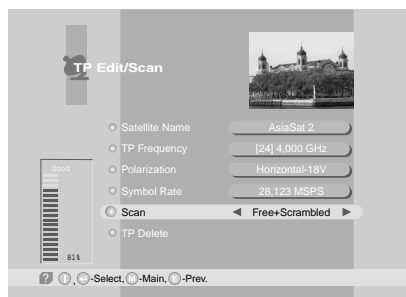 TP Edit/Scan
Satellite Name AsiaSat 2
TP Frequency [24] 4,000 GHz
Polarization Horizontal-18V
Symbol Rate 28,123 MSPS
Scan Free+Scrambled
TP Delete
Good
81%
? , -Select, M -Main, E -Prev.